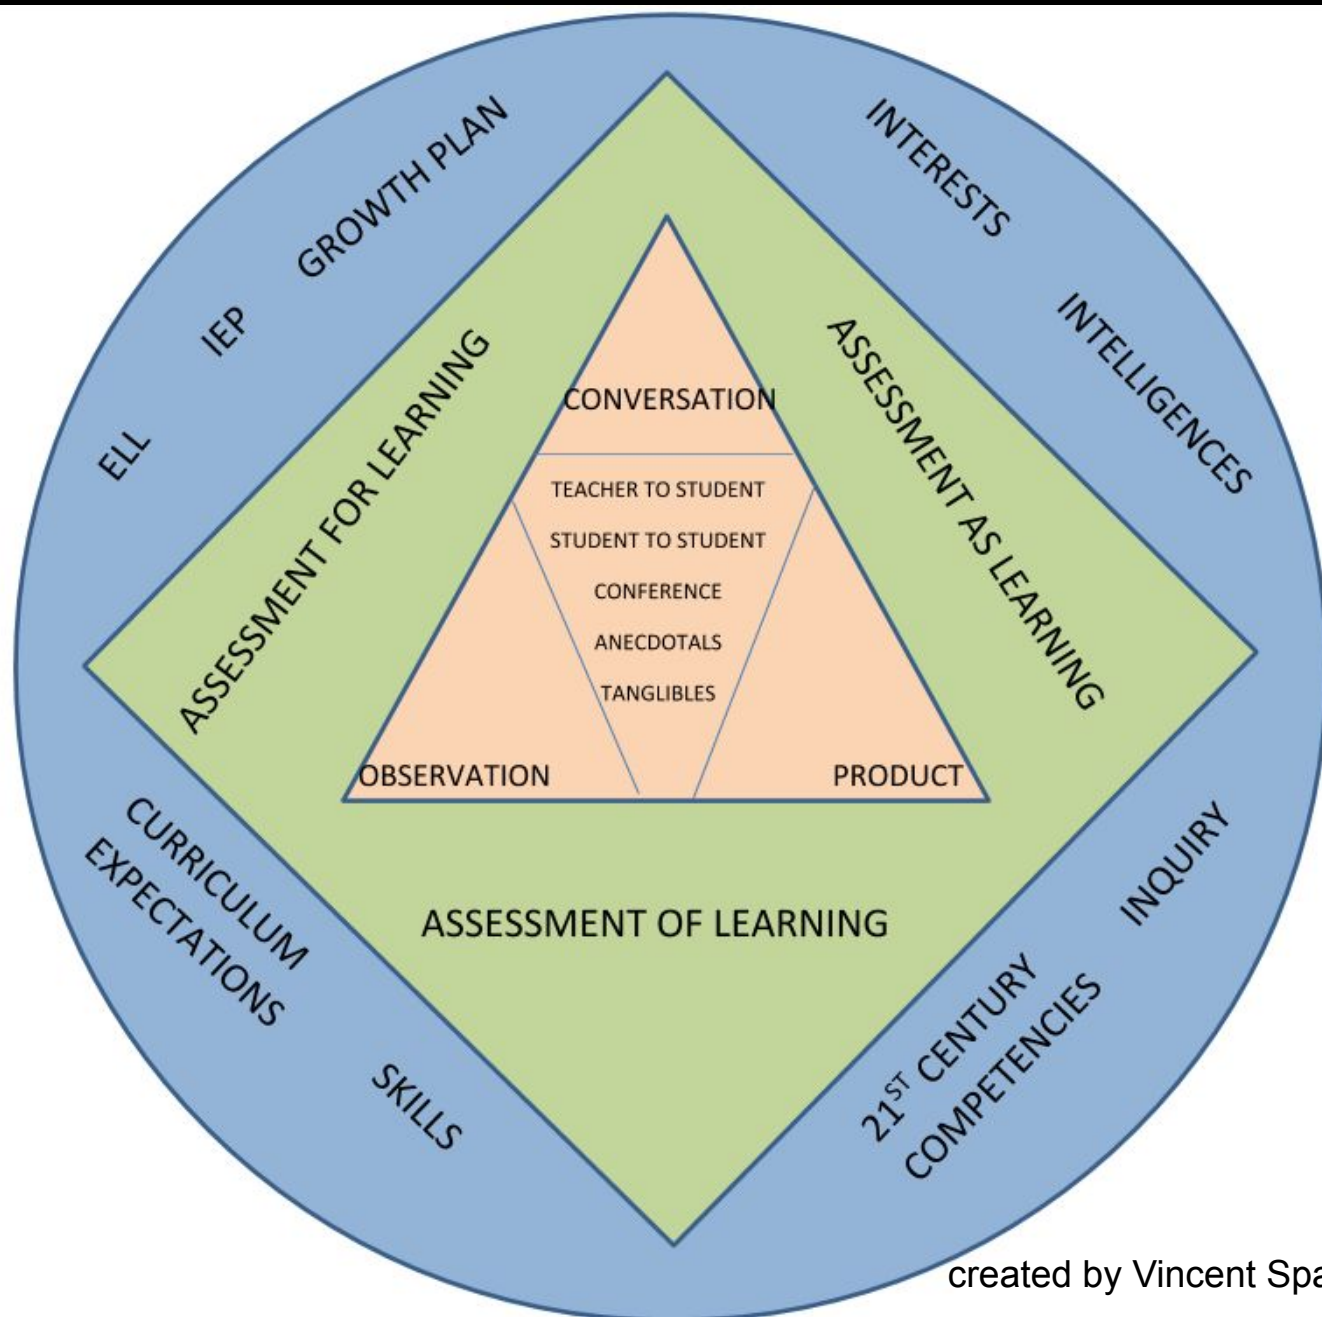 GROWTH PLAN
IEP
ELL
INTERESTS
INTELLIGENCES
ASSESSMENT FOR LEARNING
ASSESSMENT AS LEARNING
CONVERSATION
TEACHER TO STUDENT
STUDENT TO STUDENT
CONFERENCE
ANECDOTALS
TANGLIBLES
OBSERVATION
PRODUCT
ASSESSMENT OF LEARNING
CURRICULUM
EXPECTATIONS
SKILLS
21ST CENTURY
COMPETENCIES
INQUIRY
created by Vincent